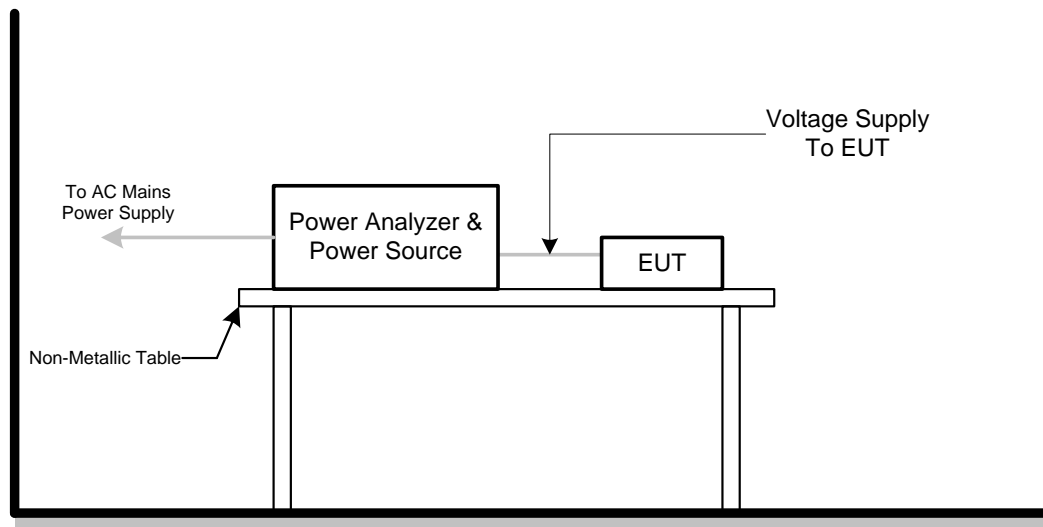 Voltage Supply
To EUT
To AC Mains
Power Supply
Power Analyzer &
Power Source
EUT
Non-Metallic Table